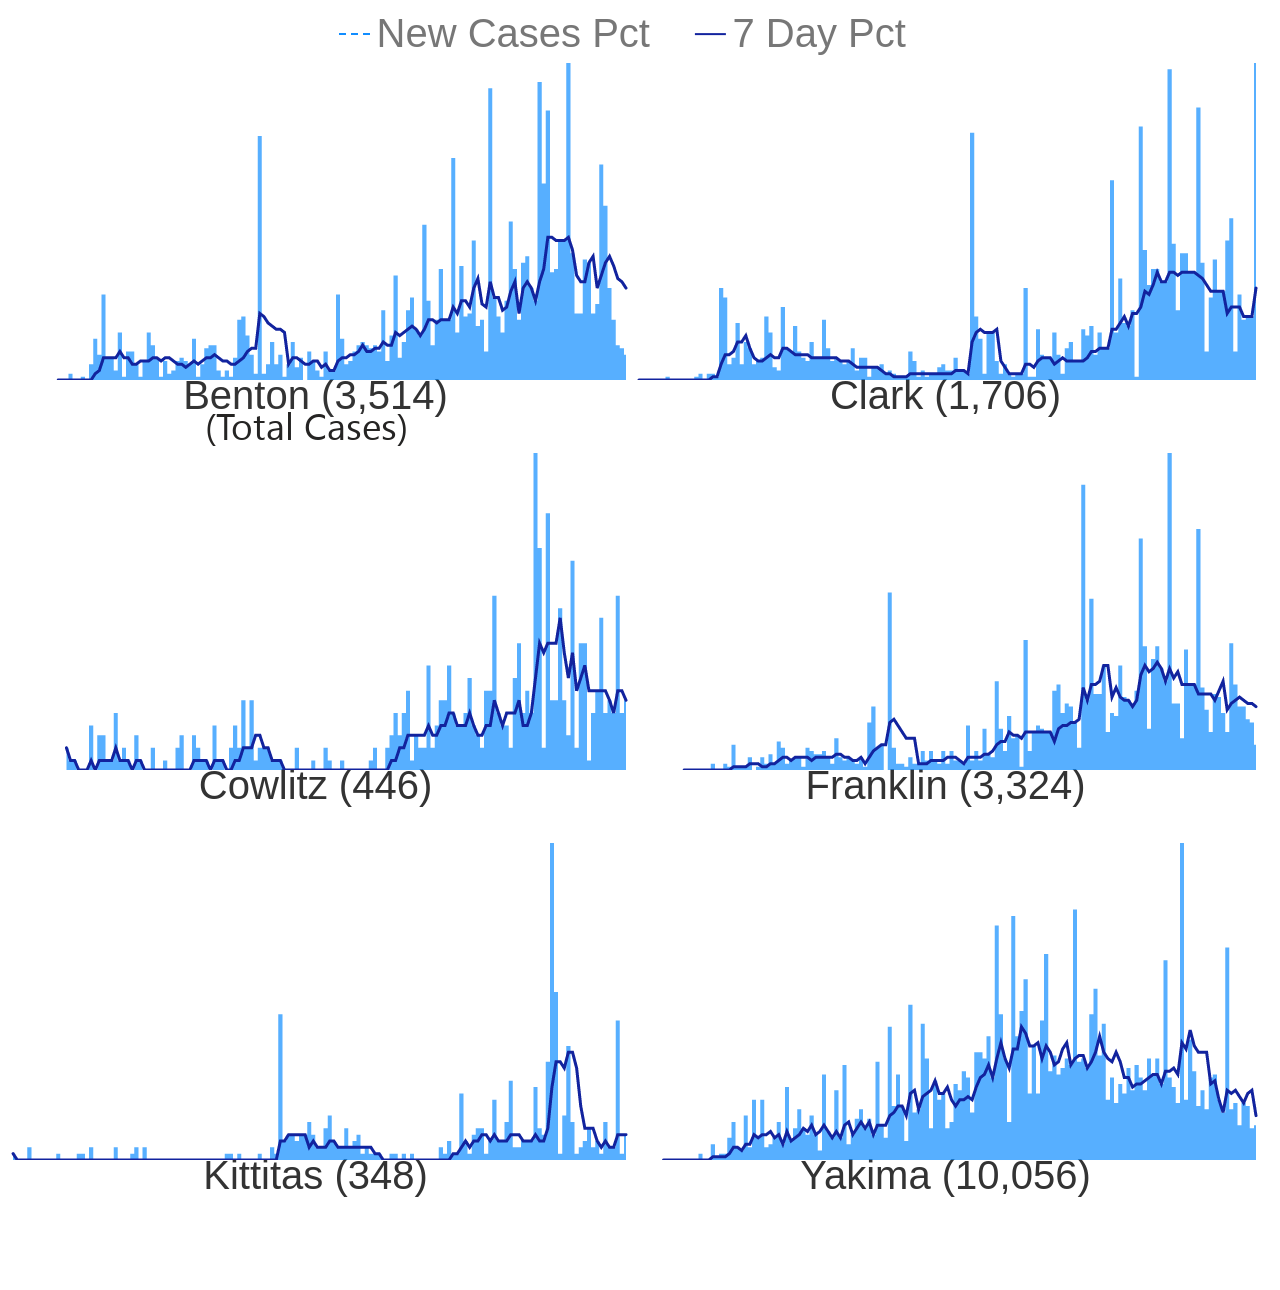 New Cases Pct 7 Day Pct
Benton (3,514) Clark (1,706)
(Total Cases)
Cowlitz (446) Franklin (3,324)
Kittitas (348) Yakima (10,056)